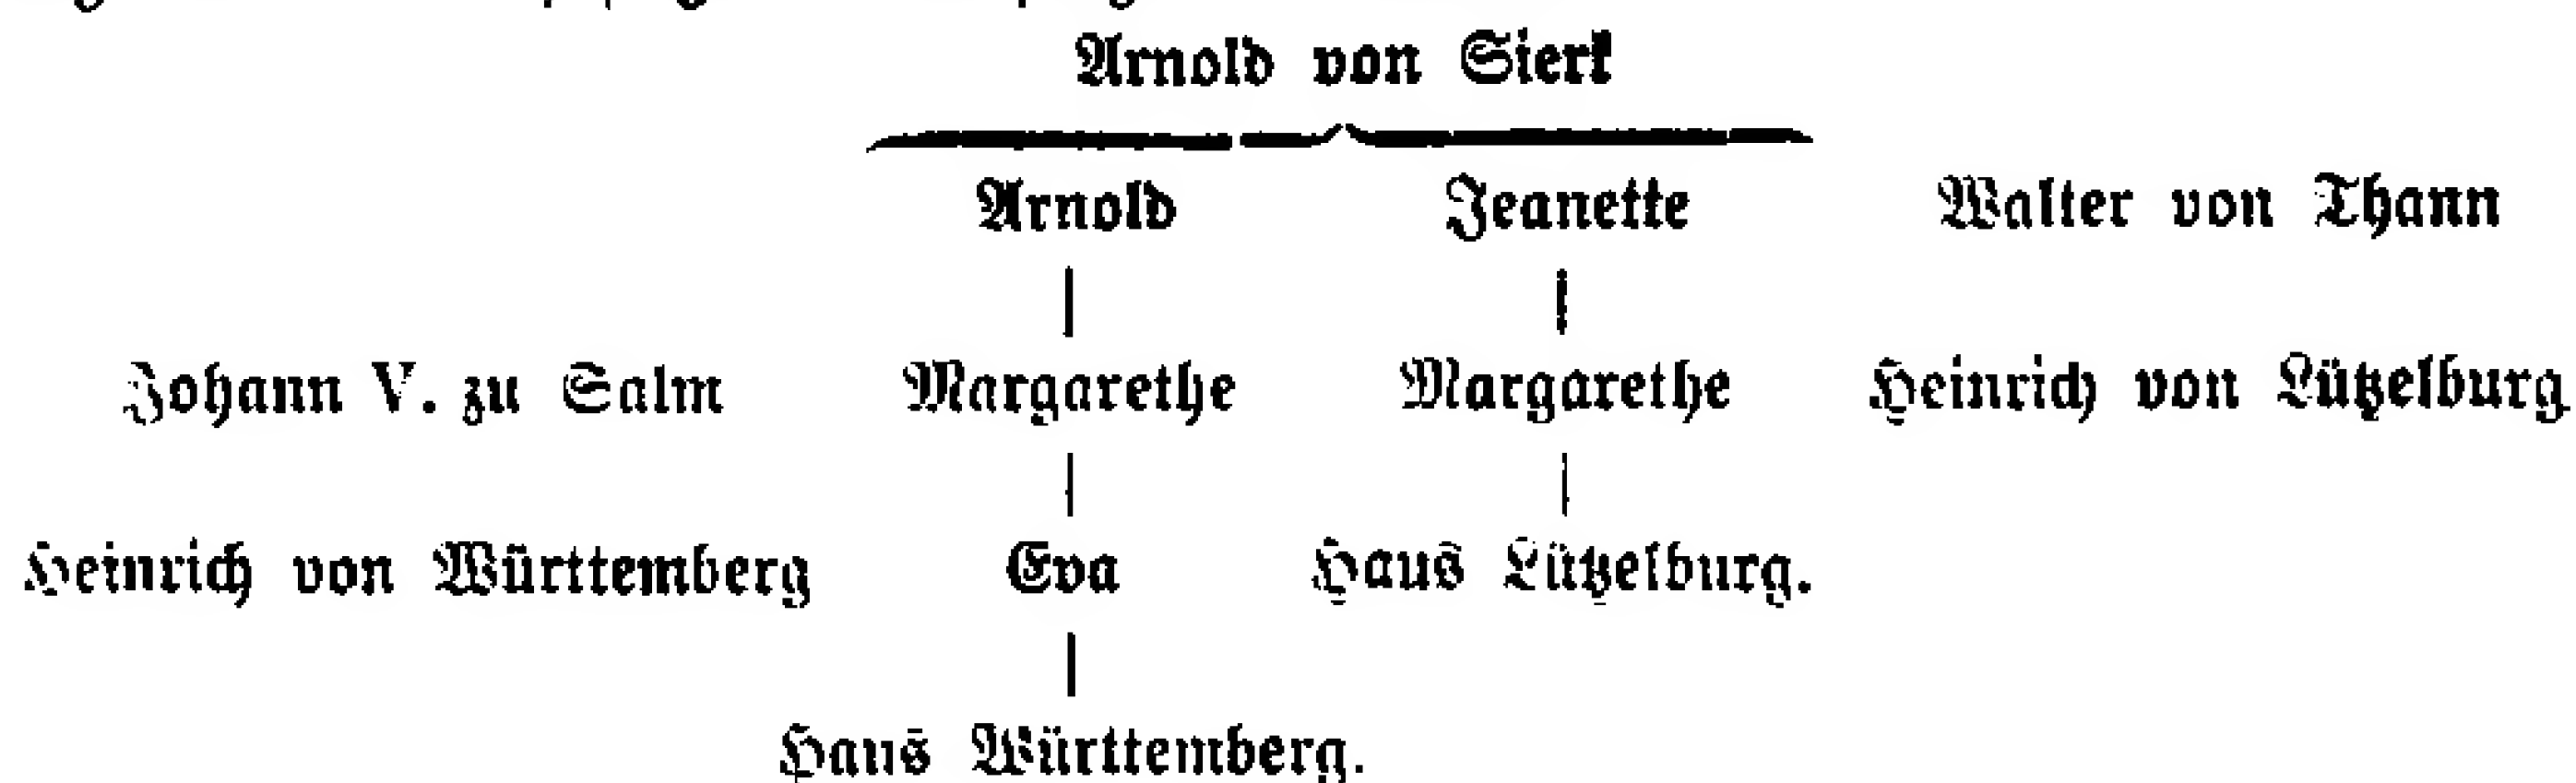 Arnold von Sierk
Arnold Jeanette Walter von Thann
Johann V. zu Salm Margarethe Margarethe Heinrich von Lützelburg
Heinrich von Württemberg Eva Haus Lützelburg.
Haus Württemberg.